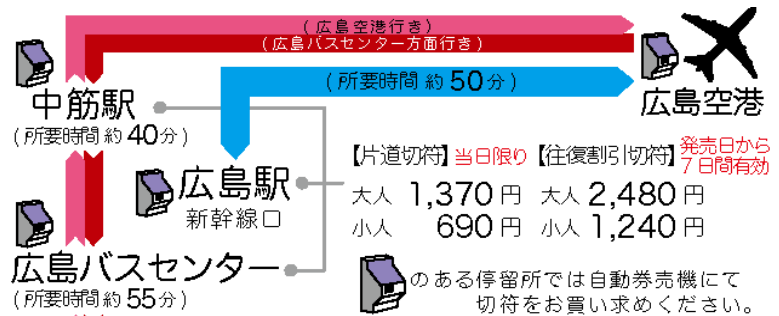 (広島空港行き)
(広島バスセンター方面行き)
(所要時間 約50分)
中筋駅
(所要時間 約40分)
広島空港
広島駅
新幹線口
【片道切符】当日限り
大人 1,370円
小人 690円
【往復割引切符】発売日から
7日間有効
大人 2,480円
小人 1,240円
広島バスセンター
(所要時間 約55分)
のある停留所では自動券売機にて
切符をお買い求めください。